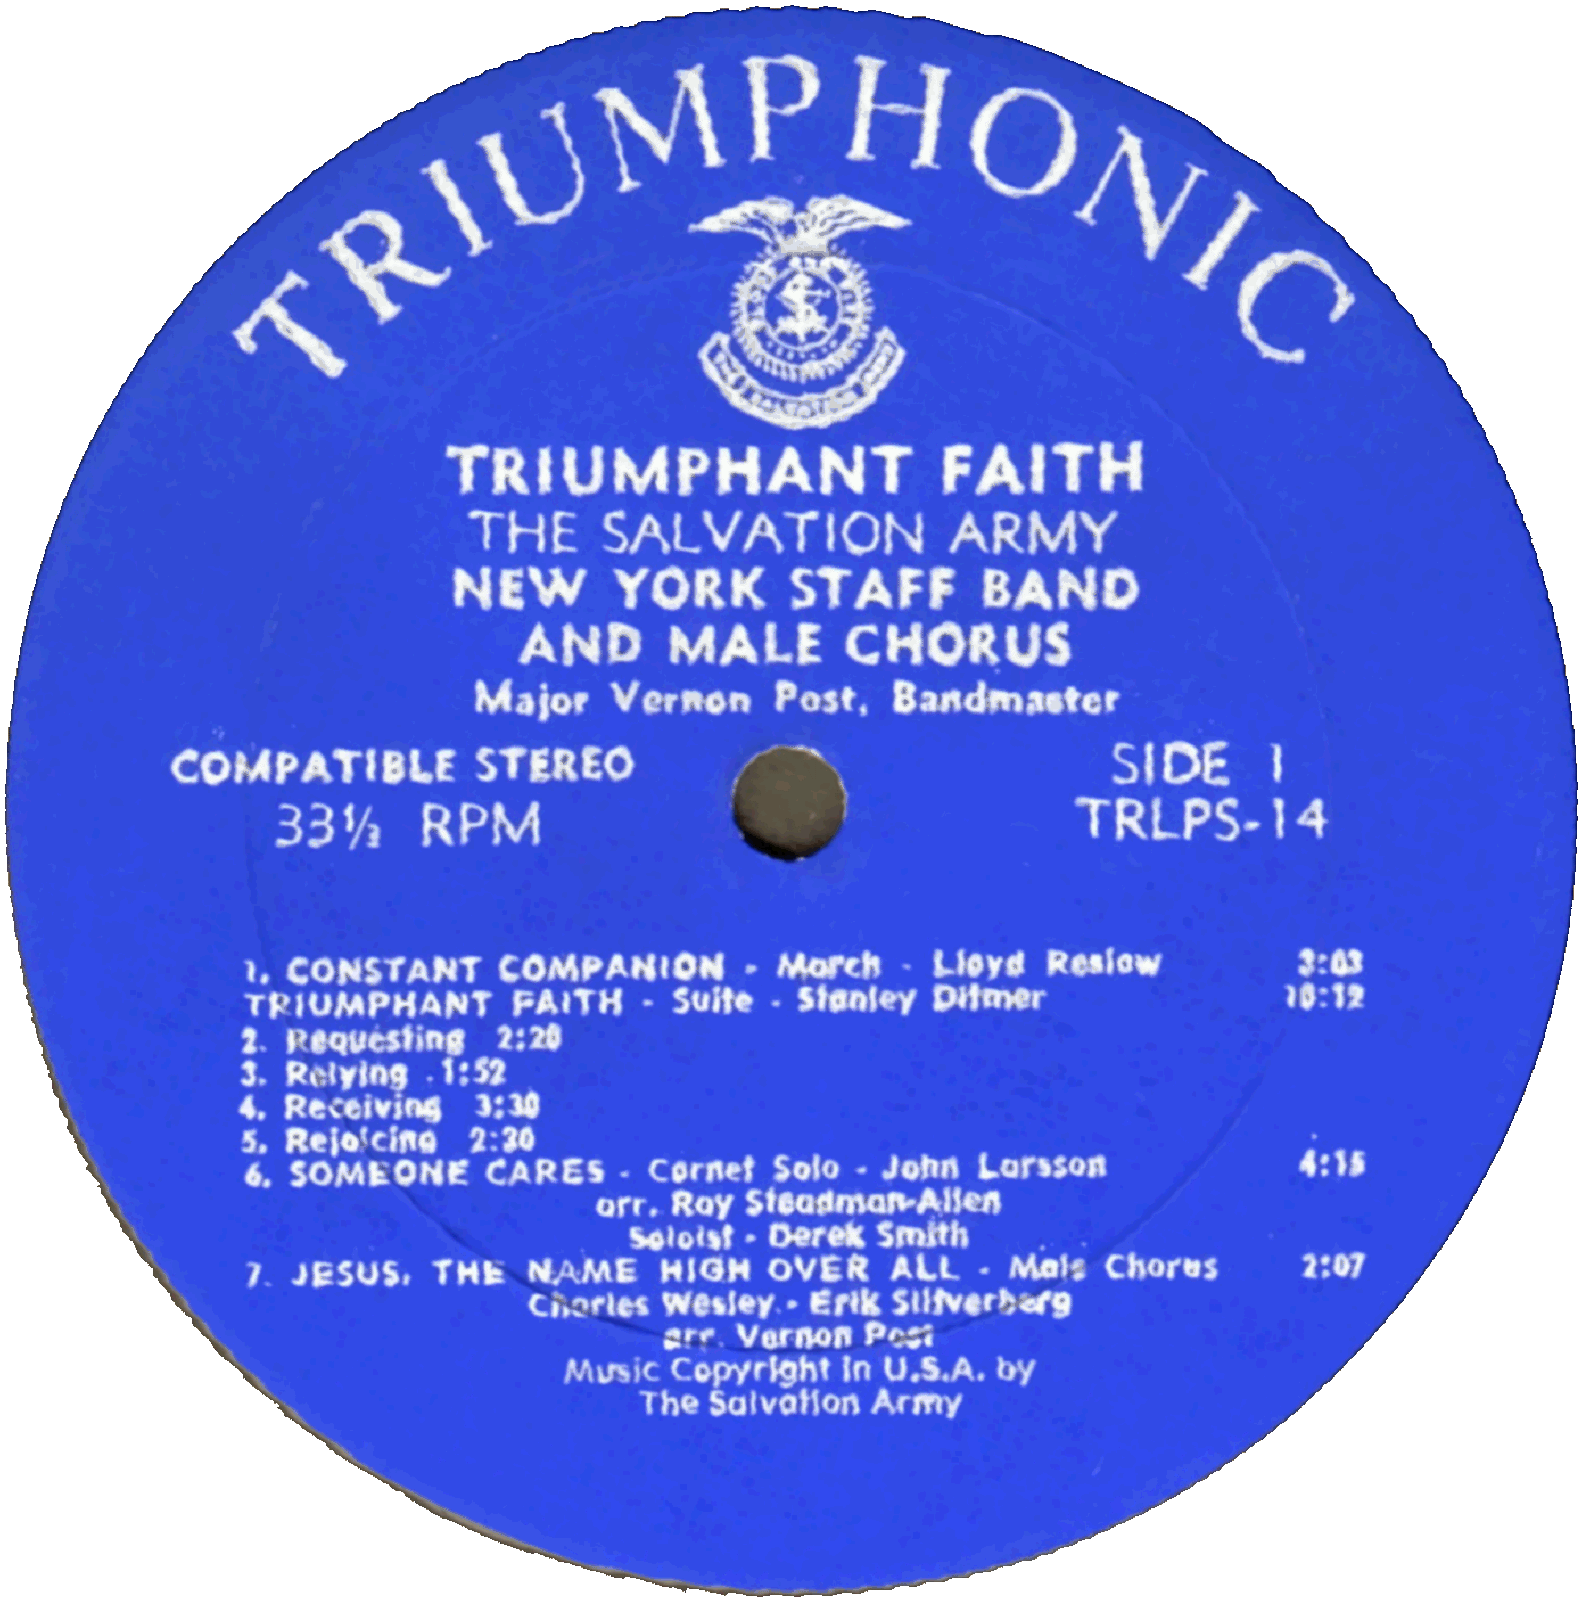 TRIUMPHONIC
TRIUMPHANT FAITH
THE SALVATION ARMY
NEW YORK STAFF BAND
AND MALE CHORUS
Major Vernon Post, Bandmaster
COMPATIBLE STEREO
33⅓ RPM
SIDE 1
TRLPS-14
1. CONSTANT COMPANION - March - Lloyd Reslow 3:03
TRIUMPHANT FAITH - Suite - Stanley Ditmer 10:12
2. Requesting 2:20
3. Relying 1:52
4. Receiving 3:30
5. Rejoicing 2:30
6. SOMEONE CARES - Cornet Solo - John Larsson 4:15
arr. Ray Steadman-Allen
Soloist - Derek Smith
7. JESUS, THE NAME HIGH OVER ALL - Male Chorus 2:07
Charles Wesley - Erik Silfverberg
arr. Vernon Post
Music Copyright in U.S.A. by
The Salvation Army